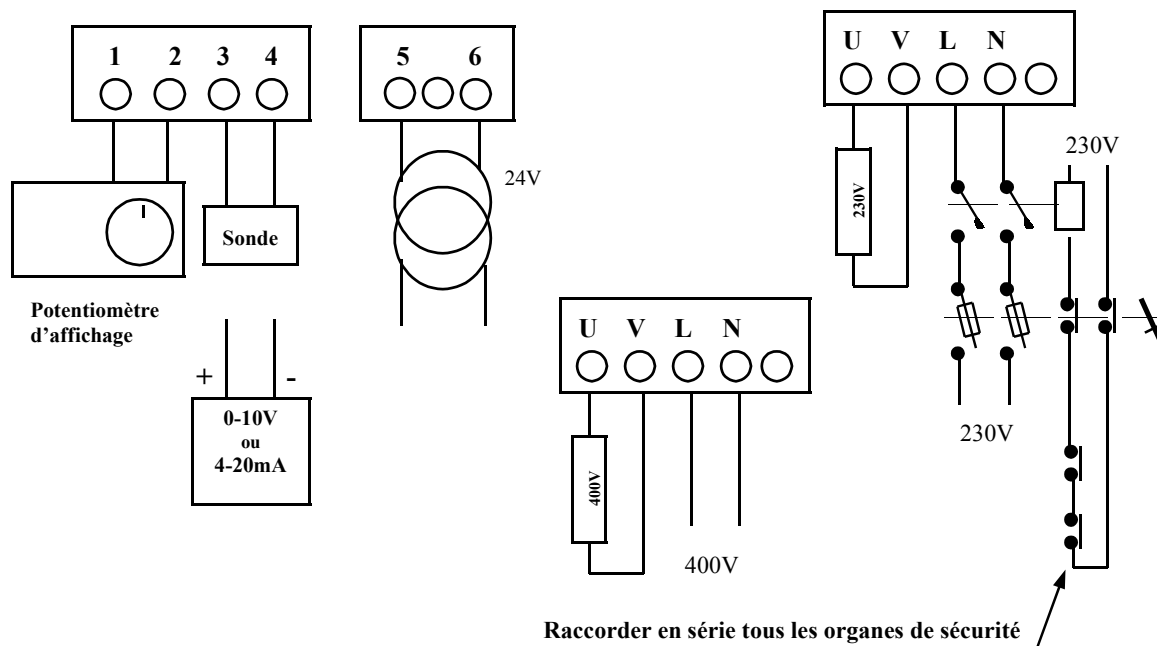 1 2 3 4
Potentiomètre
d'affichage
Sonde
+ -
0-10V
ou
4-20mA
5 6
24V
U V L N
400V
400V
U V L N
230V
230V
230V
Raccorder en série tous les organes de sécurité